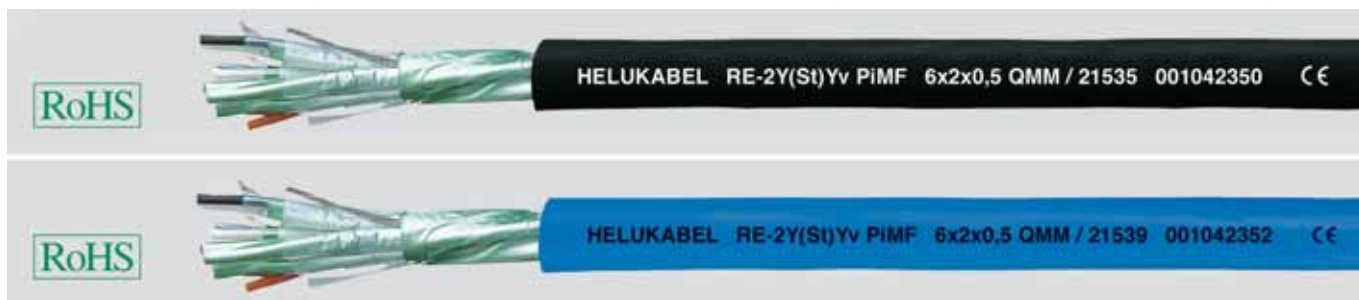 RoHS
HELUKABEL RE-2Y(St)Yv PiMF 6x2x0,5 QMM / 21535 001042350 CE
RoHS
HELUKABEL RE-2Y(St)Yv PiMF 6x2x0,5 QMM / 21539 001042352 CE